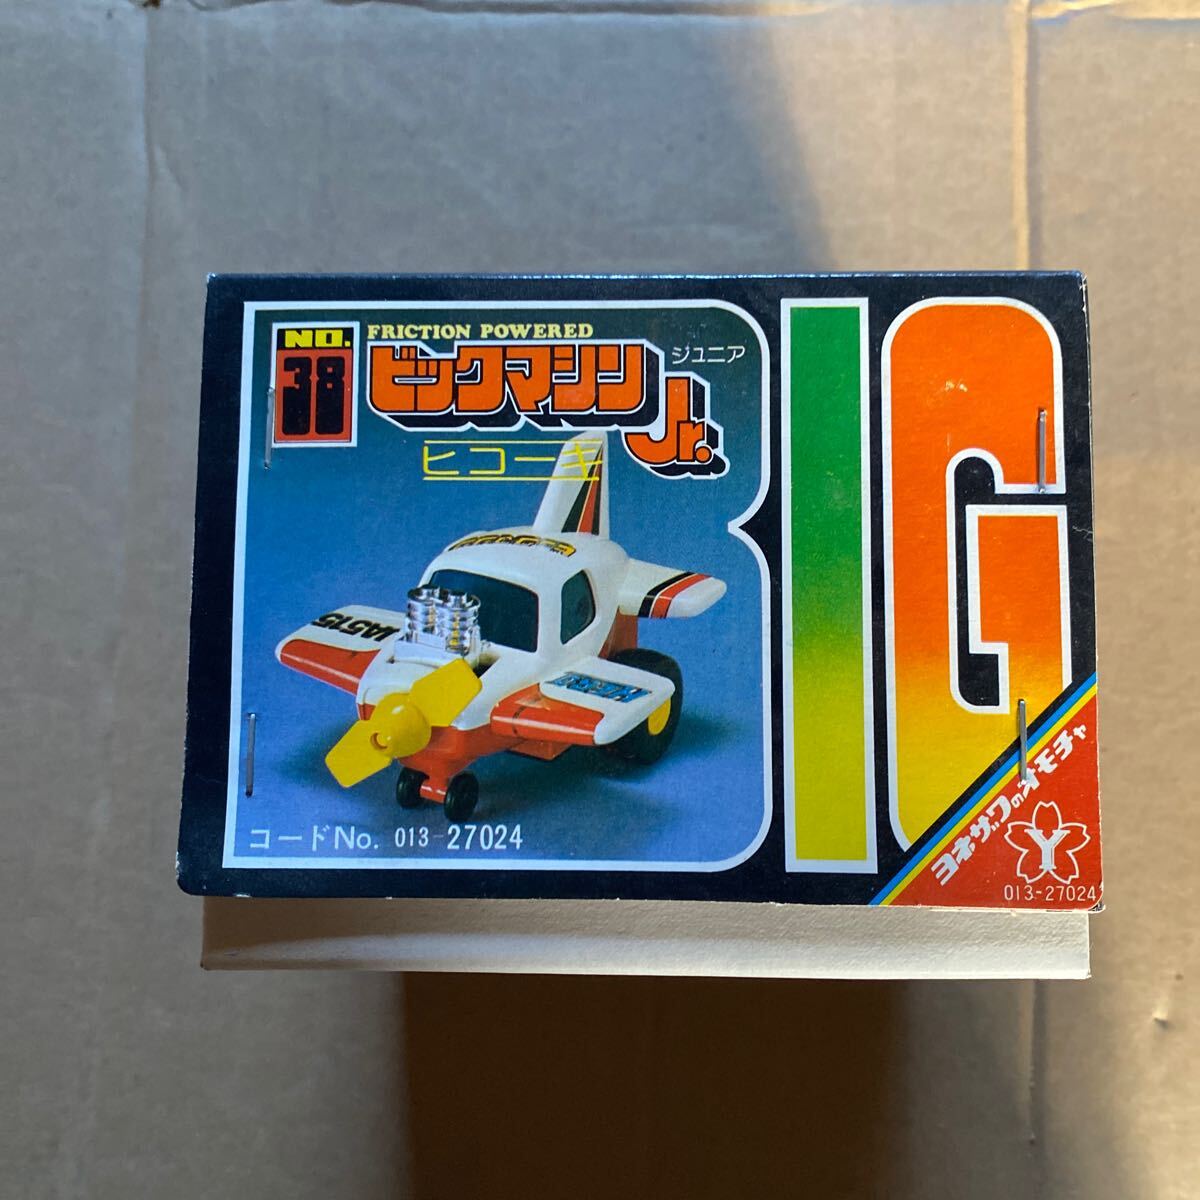 NO.
38
FRICTION POWERED
ビックマシン
ジュニア
Jr.
ヒコーキ
BIG
JA515
コードNo. 013-27024
ヨネザワのオモチャ
Y
013-27024